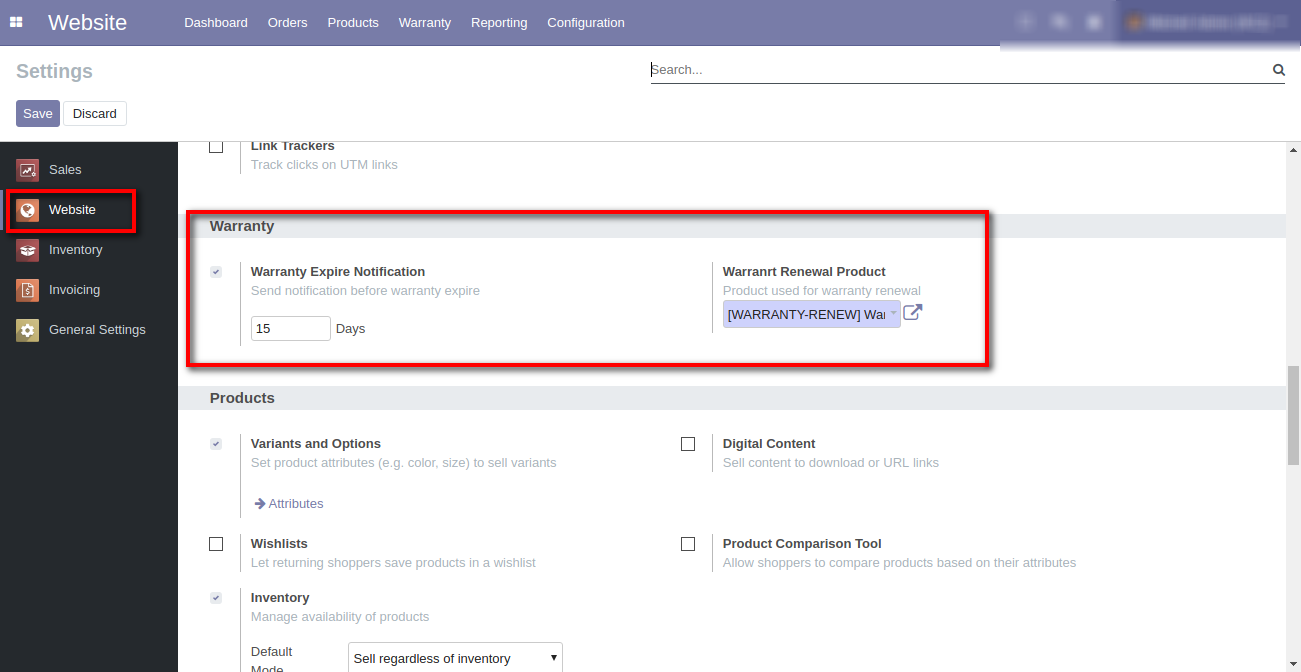 Website Dashboard Orders Products Warranty Reporting Configuration
Settings
Search...
Save Discard
Sales
Website
Inventory
Invoicing
General Settings
Link Trackers
Track clicks on UTM links
Warranty
Warranty Expire Notification
Send notification before warranty expire
15 Days
Waranrt Renewal Product
Product used for warranty renewal
[WARRANTY-RENEW] Wa
Products
Variants and Options
Set product attributes (e.g. color, size) to sell variants
Attributes
Digital Content
Sell content to download or URL links
Wishlists
Let returning shoppers save products in a wishlist
Product Comparison Tool
Allow shoppers to compare products based on their attributes
Inventory
Manage availability of products
Default
Mode
Sell regardless of inventory